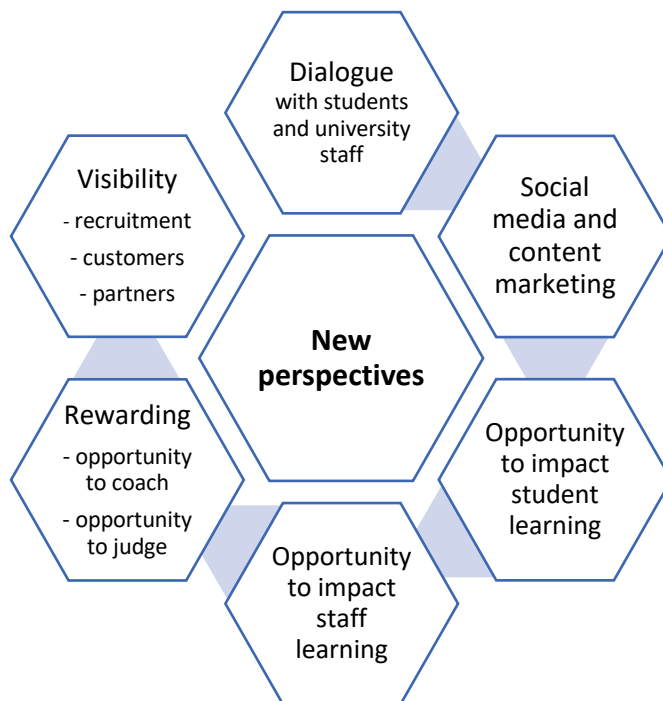 Dialogue
with students
and university
staff
Visibility
- recruitment
- customers
- partners
Social
media and
content
marketing
New
perspectives
Rewarding
- opportunity
to coach
- opportunity
to judge
Opportunity
to impact
student
learning
Opportunity
to impact
staff
learning